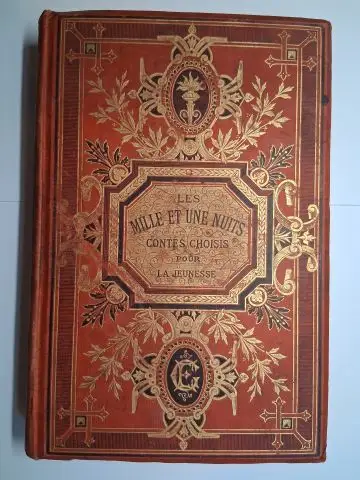 LES
MILLE ET UNE NUITS
CONTES CHOISIS
POUR
LA JEUNESSE